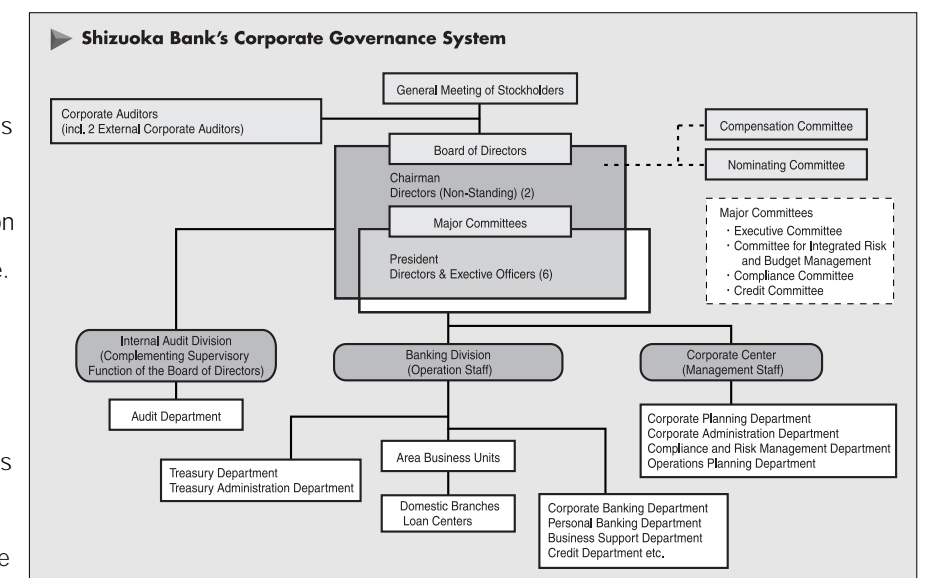 Shizuoka Bank's Corporate Governance System
General Meeting of Stockholders
Corporate Auditors
(incl. 2 External Corporate Auditors)
Compensation Committee
Board of Directors
Nominating Committee
Chairman
Directors (Non-Standing) (2)
Major Committees
Major Committees
· Executive Committee
· Committee for Integrated Risk
and Budget Management
· Compliance Committee
· Credit Committee
President
Directors & Exective Officers (6)
Internal Audit Division
(Complementing Supervisory
Function of the Board of Directors)
Banking Division
(Operation Staff)
Corporate Center
(Management Staff)
Audit Department
Corporate Planning Department
Corporate Administration Department
Compliance and Risk Management Department
Operations Planning Department
Treasury Department
Treasury Administration Department
Area Business Units
Domestic Branches
Loan Centers
Corporate Banking Department
Personal Banking Department
Business Support Department
Credit Department etc.